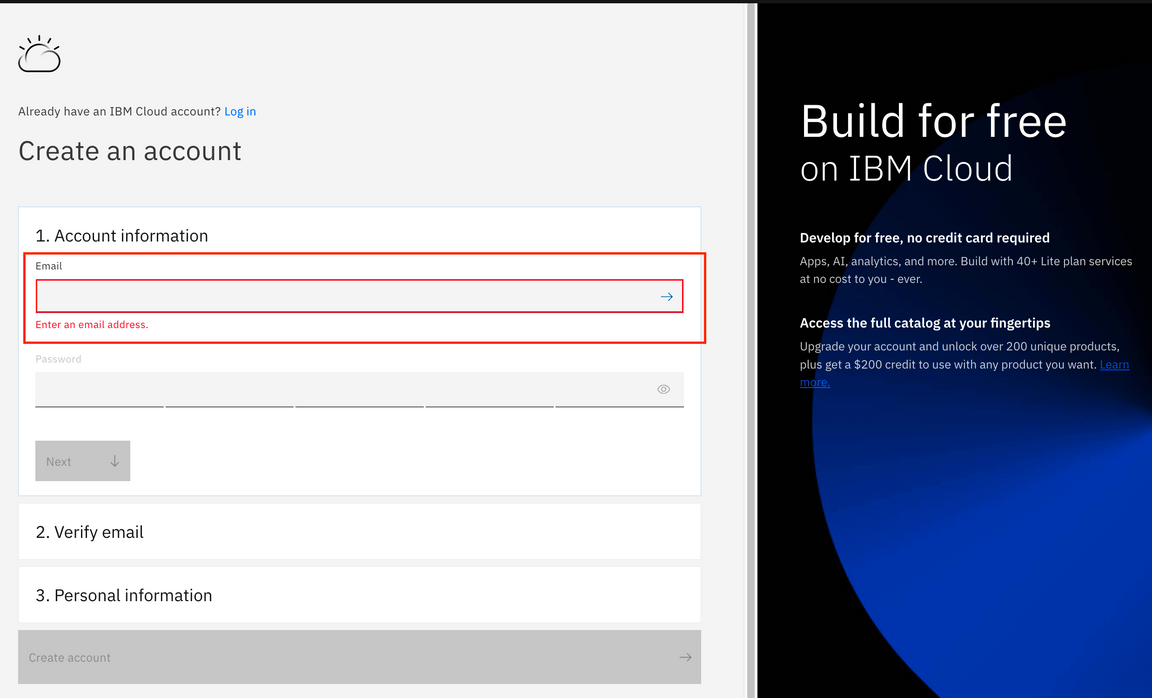 Already have an IBM Cloud account? Log in
Create an account
1. Account information
Email
Enter an email address.
Password
Next
2. Verify email
3. Personal information
Create account
Build for free
on IBM Cloud
Develop for free, no credit card required
Apps, AI, analytics, and more. Build with 40+ Lite plan services
at no cost to you - ever.
Access the full catalog at your fingertips
Upgrade your account and unlock over 200 unique products,
plus get a $200 credit to use with any product you want. Learn
more.